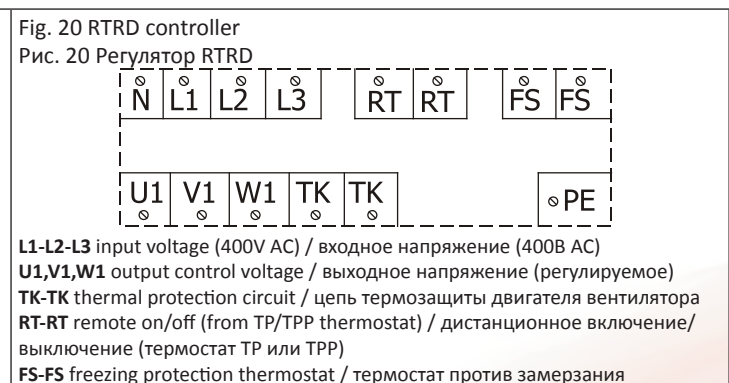 Fig. 20 RTRD controller
Рис. 20 Регулятор RTRD
N L1 L2 L3 RT RT FS FS
U1 V1 W1 TK TK PE
L1-L2-L3 input voltage (400V AC) / входное напряжение (400В АС)
U1,V1,W1 output control voltage / выходное напряжение (регулируемое)
TK-TK thermal protection circuit / цепь термозащиты двигателя вентилятора
RT-RT remote on/off (from TP/TPP thermostat) / дистанционное включение/
выключение (термостат ТР или ТРР)
FS-FS freezing protection thermostat / термостат против замерзания